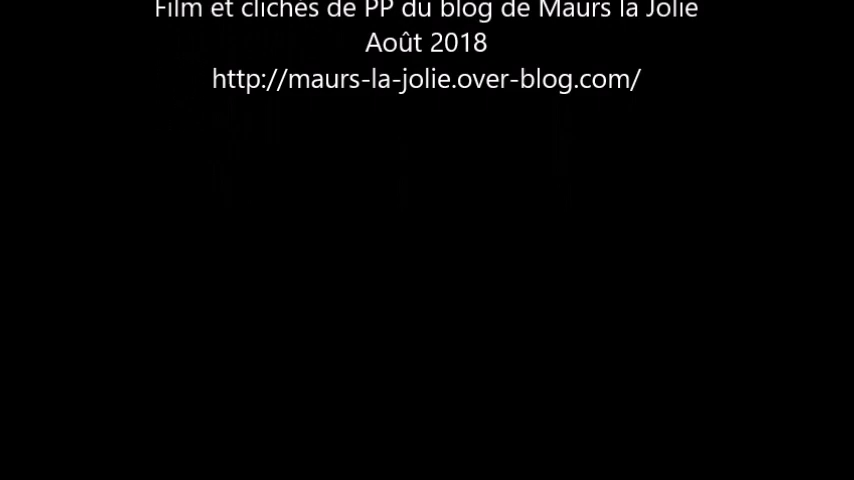 Film et clichés de PP du blog de Maurs la Jolie
Août 2018
http://maurs-la-jolie.over-blog.com/